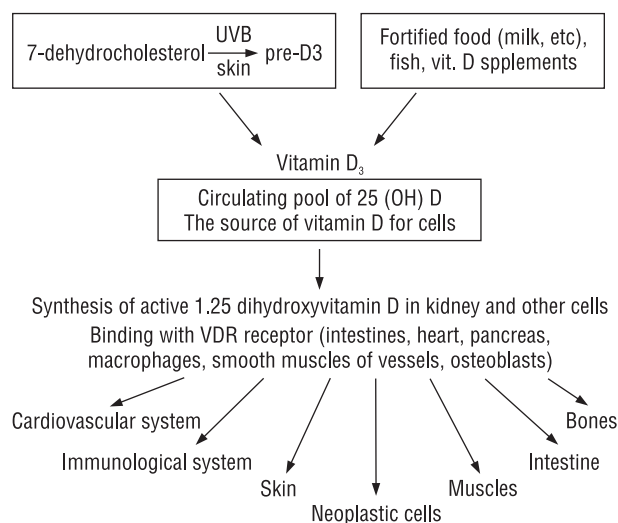 UVB
7-dehydrocholesterol pre-D3
skin
Fortified food (milk, etc),
fish, vit. D spplements
Vitamin D3
Circulating pool of 25 (OH) D
The source of vitamin D for cells
Synthesis of active 1.25 dihydroxyvitamin D in kidney and other cells
Binding with VDR receptor (intestines, heart, pancreas,
macrophages, smooth muscles of vessels, osteoblasts)
Cardiovascular system
Immunological system
Skin
Neoplastic cells
Muscles
Intestine
Bones